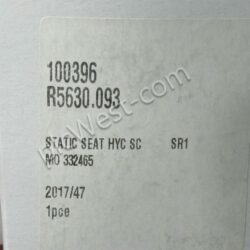 100396
R5630.093
STATIC SEAT HYC SC SR1
MO 332465
2017/47
1pce